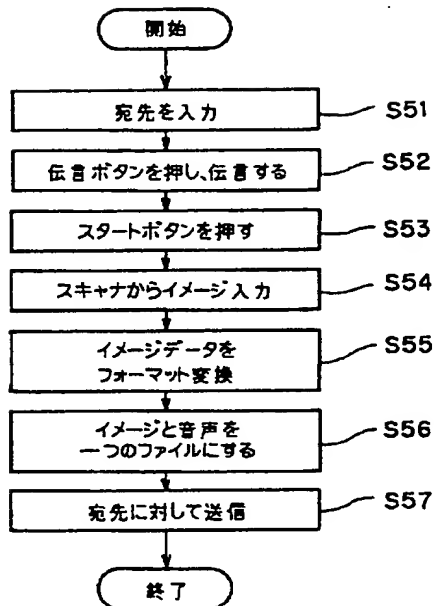 開始
宛先を入力
S51
伝言ボタンを押し、伝言する
S52
スタートボタンを押す
S53
スキャナからイメージ入力
S54
イメージデータを
フォーマット変換
S55
イメージと音声を
一つのファイルにする
S56
宛先に対して送信
S57
終了